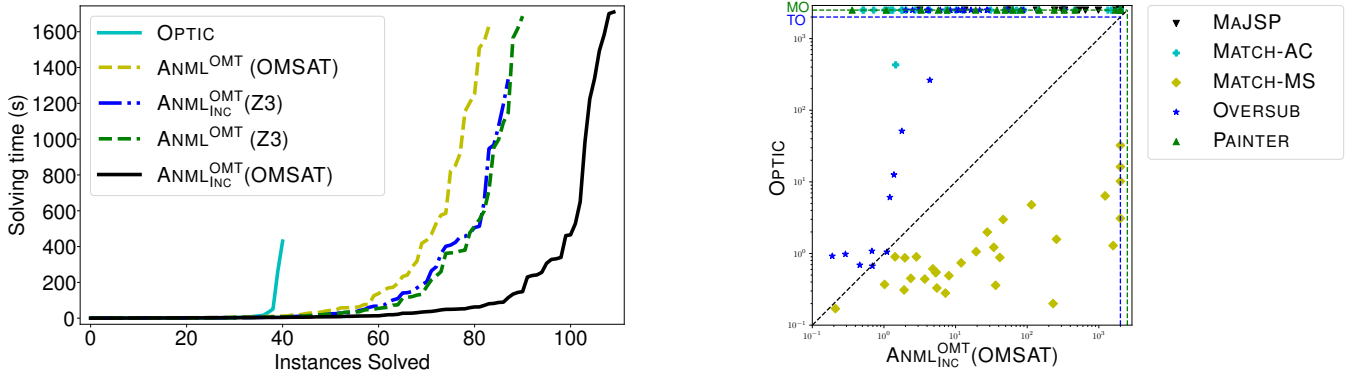 1600
1400
1200
1000
800
600
400
200
0
Solving time (s)
OPTIC
ANML^OMT (OMSAT)
ANML_INC^OMT (Z3)
ANML^OMT (Z3)
ANML_INC^OMT (OMSAT)
0 20 40 60 80 100
Instances Solved
MO
TO
10^3
10^2
10^1
10^0
10^−1
OPTIC
10^−1 10^0 10^1 10^2 10^3
ANML_INC^OMT (OMSAT)
MAJSP
MATCH-AC
MATCH-MS
OVERSUB
PAINTER